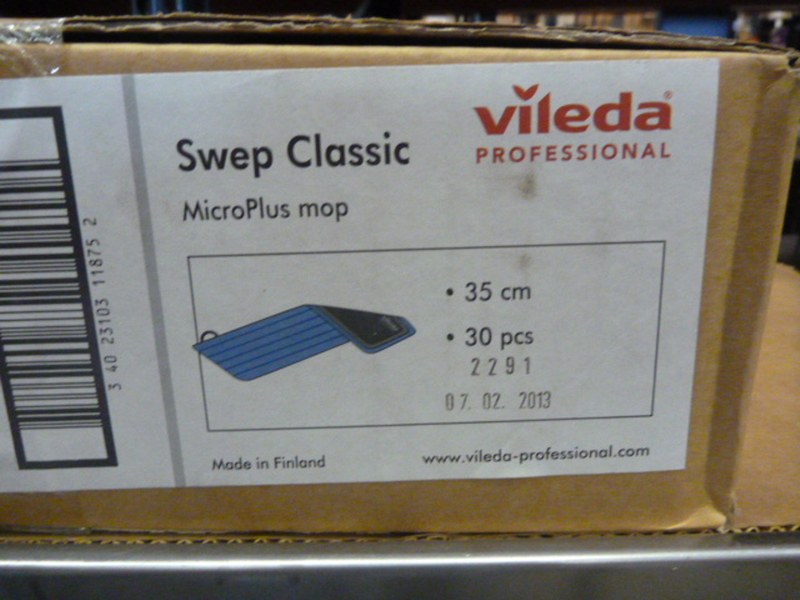 vileda®
PROFESSIONAL
Swep Classic
MicroPlus mop
• 35 cm
• 30 pcs
2291
07. 02. 2013
Made in Finland
www.vileda-professional.com
3 40 23103 11875 2